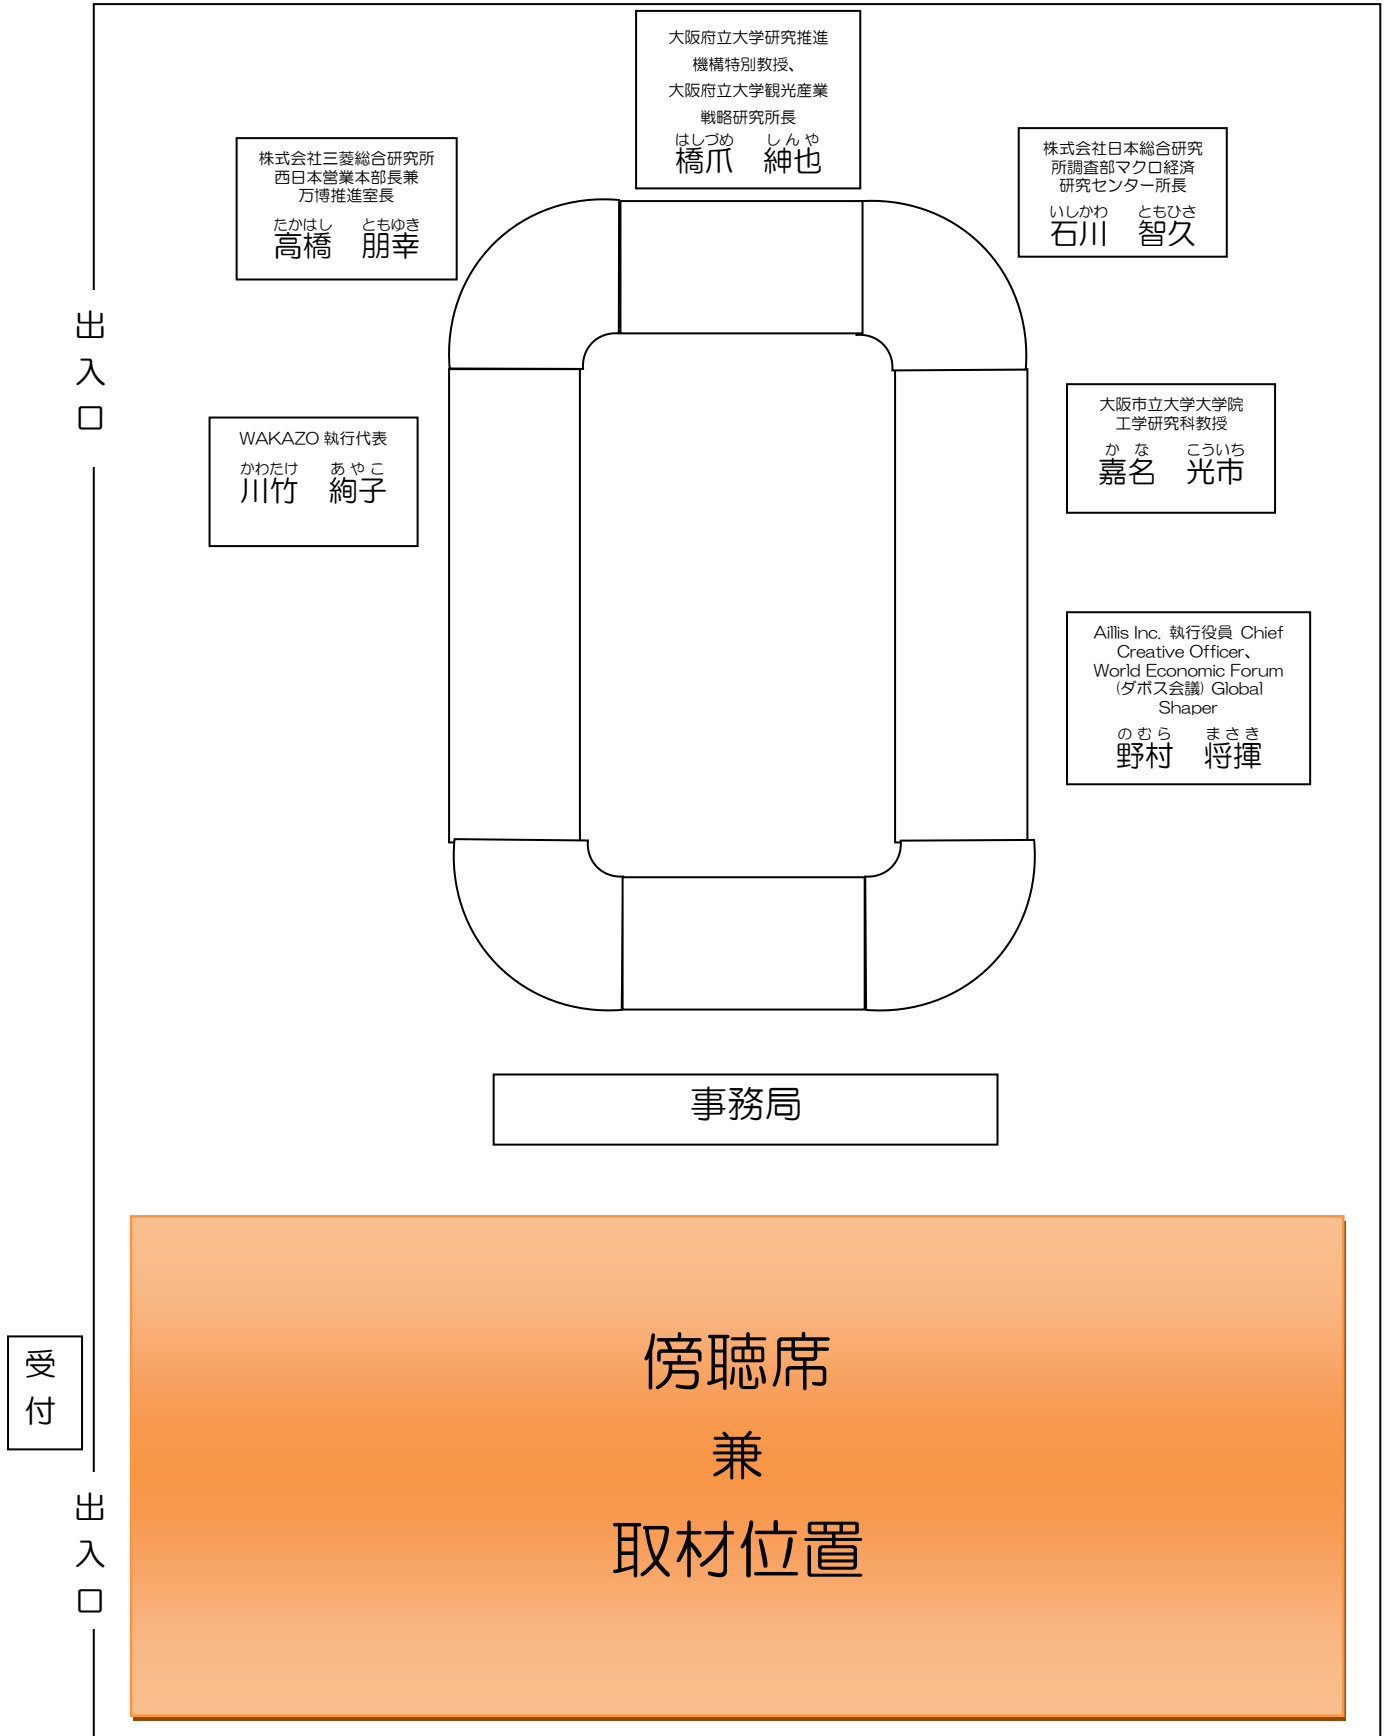 大阪府立大学研究推進
機構特別教授、
大阪府立大学観光産業
戦略研究所長
はしづめ しんや
橋爪 紳也
株式会社三菱総合研究所
西日本営業本部長兼
万博推進室長
たかはし ともゆき
高橋 朋幸
株式会社日本総合研究
所調査部マクロ経済
研究センター所長
いしかわ ともひさ
石川 智久
出
入
口
WAKAZO 執行代表
かわたけ あやこ
川竹 絢子
大阪市立大学大学院
工学研究科教授
かな こういち
嘉名 光市
Aillis Inc. 執行役員 Chief
Creative Officer、
World Economic Forum
(ダボス会議) Global
Shaper
のむら まさき
野村 将揮
事務局
傍聴席
兼
取材位置
受
付
出
入
口